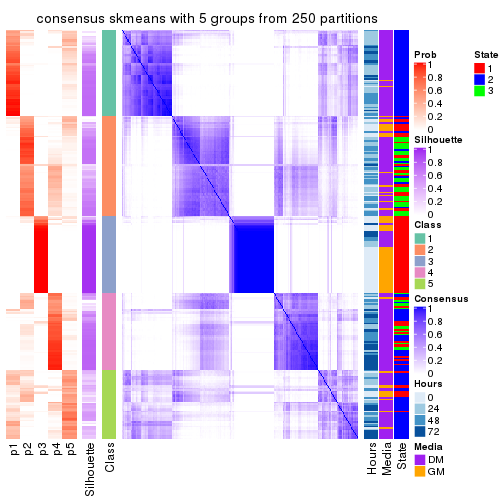 consensus skmeans with 5 groups from 250 partitions
p1
p2
p3
p4
p5
Silhouette
Class
Hours
Media
State
Prob
1
0.8
0.6
0.4
0.2
0
Silhouette
1
0.8
0.6
0.4
0.2
0
Class
1
2
3
4
5
Consensus
1
0.8
0.6
0.4
0.2
0
Hours
0
24
48
72
Media
DM
GM
State
1
2
3